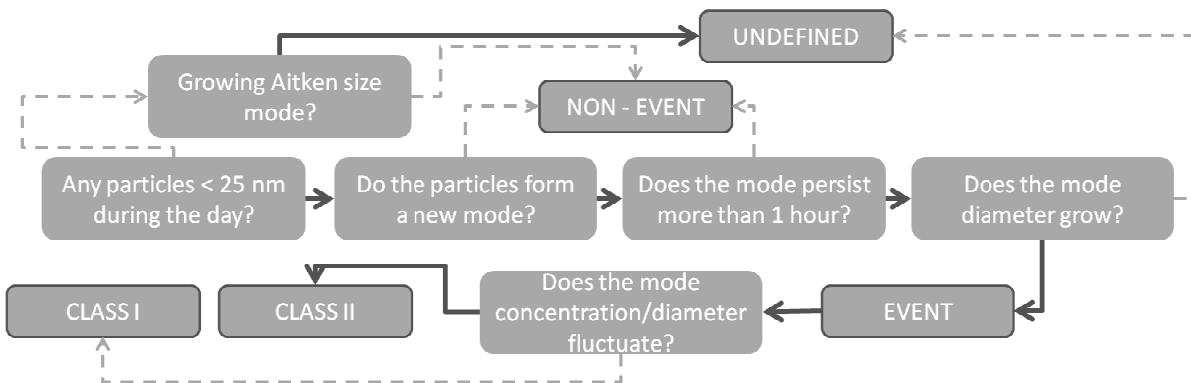 UNDEFINED
Growing Aitken size
mode?
NON - EVENT
Any particles < 25 nm
during the day?
Do the particles form
a new mode?
Does the mode persist
more than 1 hour?
Does the mode
diameter grow?
CLASS I
CLASS II
Does the mode
concentration/diameter
fluctuate?
EVENT